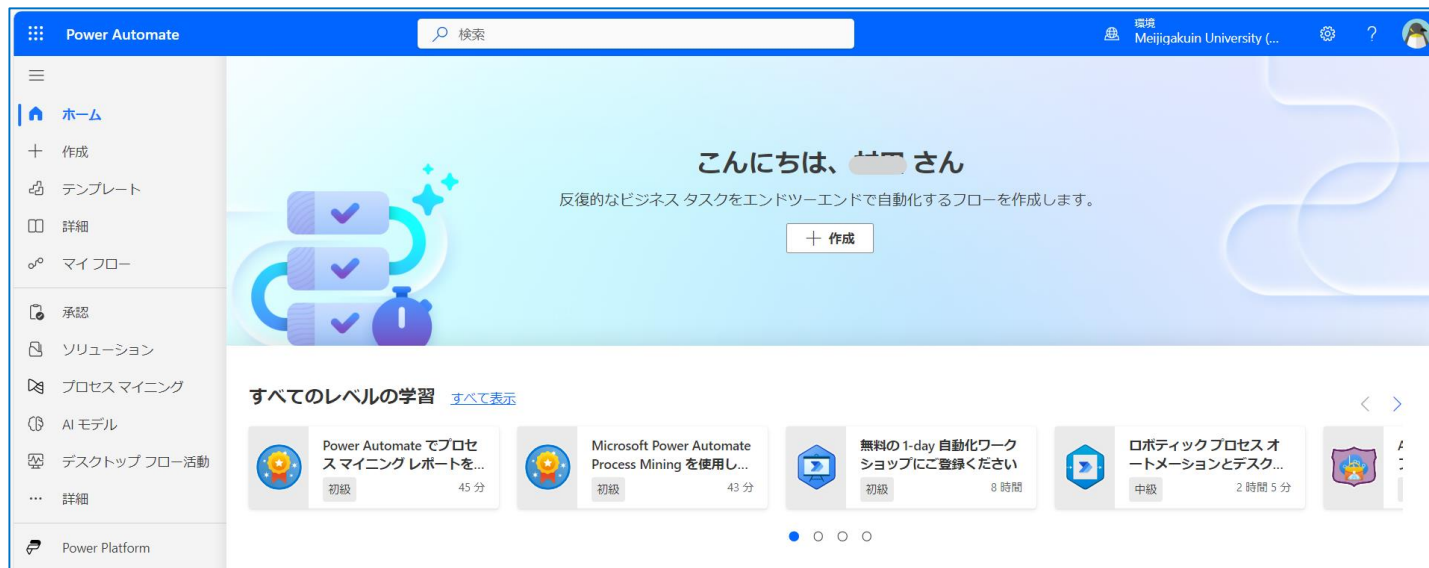 Power Automate
検索
環境
Meijigakuin University (...
ホーム
作成
テンプレート
詳細
マイ フロー
承認
ソリューション
プロセス マイニング
AI モデル
デスクトップ フロー活動
詳細
Power Platform
こんにちは、 さん
反復的なビジネス タスクをエンドツーエンドで自動化するフローを作成します。
作成
すべてのレベルの学習 すべて表示
Power Automate でプロセ
ス マイニング レポートを...
初級 45 分
Microsoft Power Automate
Process Mining を使用し...
初級 43 分
無料の 1-day 自動化ワーク
ショップにご登録ください
初級 8 時間
ロボティック プロセス オ
ートメーションとデスク...
中級 2 時間 5 分